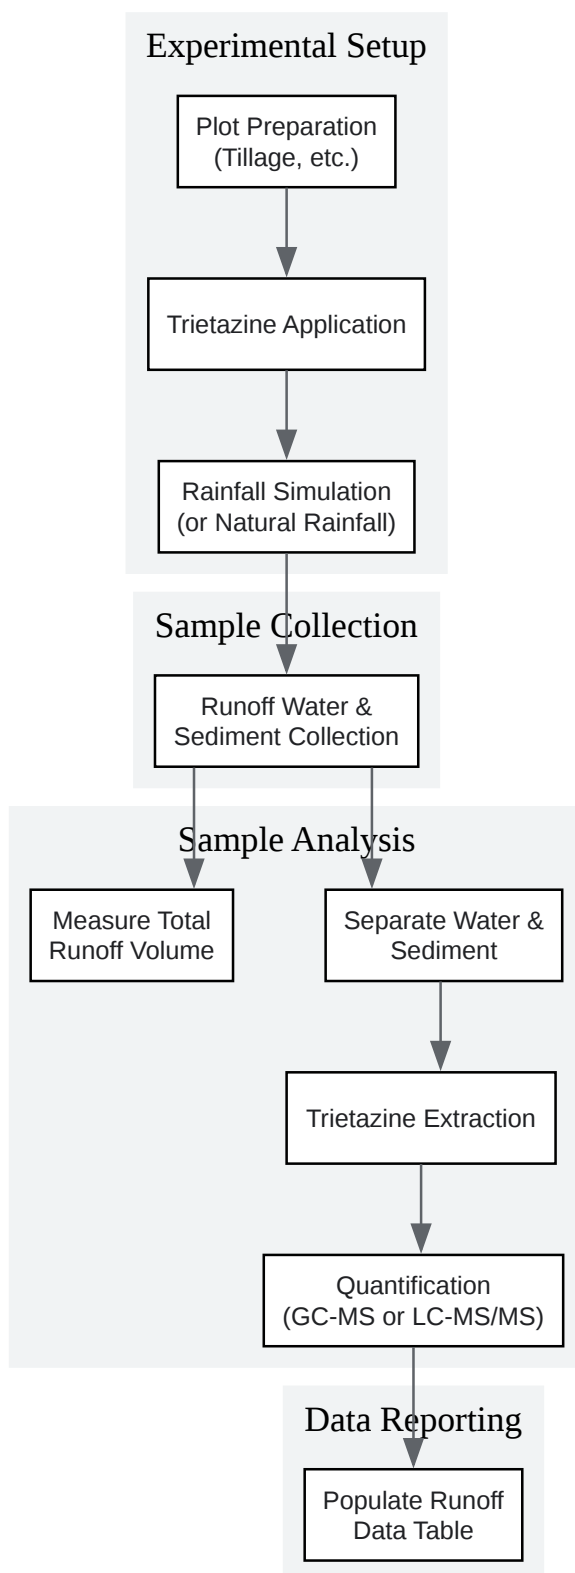 Experimental Setup
Plot Preparation
(Tillage, etc.)
Trietazine Application
Rainfall Simulation
(or Natural Rainfall)
Sample Collection
Runoff Water &
Sediment Collection
Sample Analysis
Measure Total
Runoff Volume
Separate Water &
Sediment
Trietazine Extraction
Quantification
(GC-MS or LC-MS/MS)
Data Reporting
Populate Runoff
Data Table